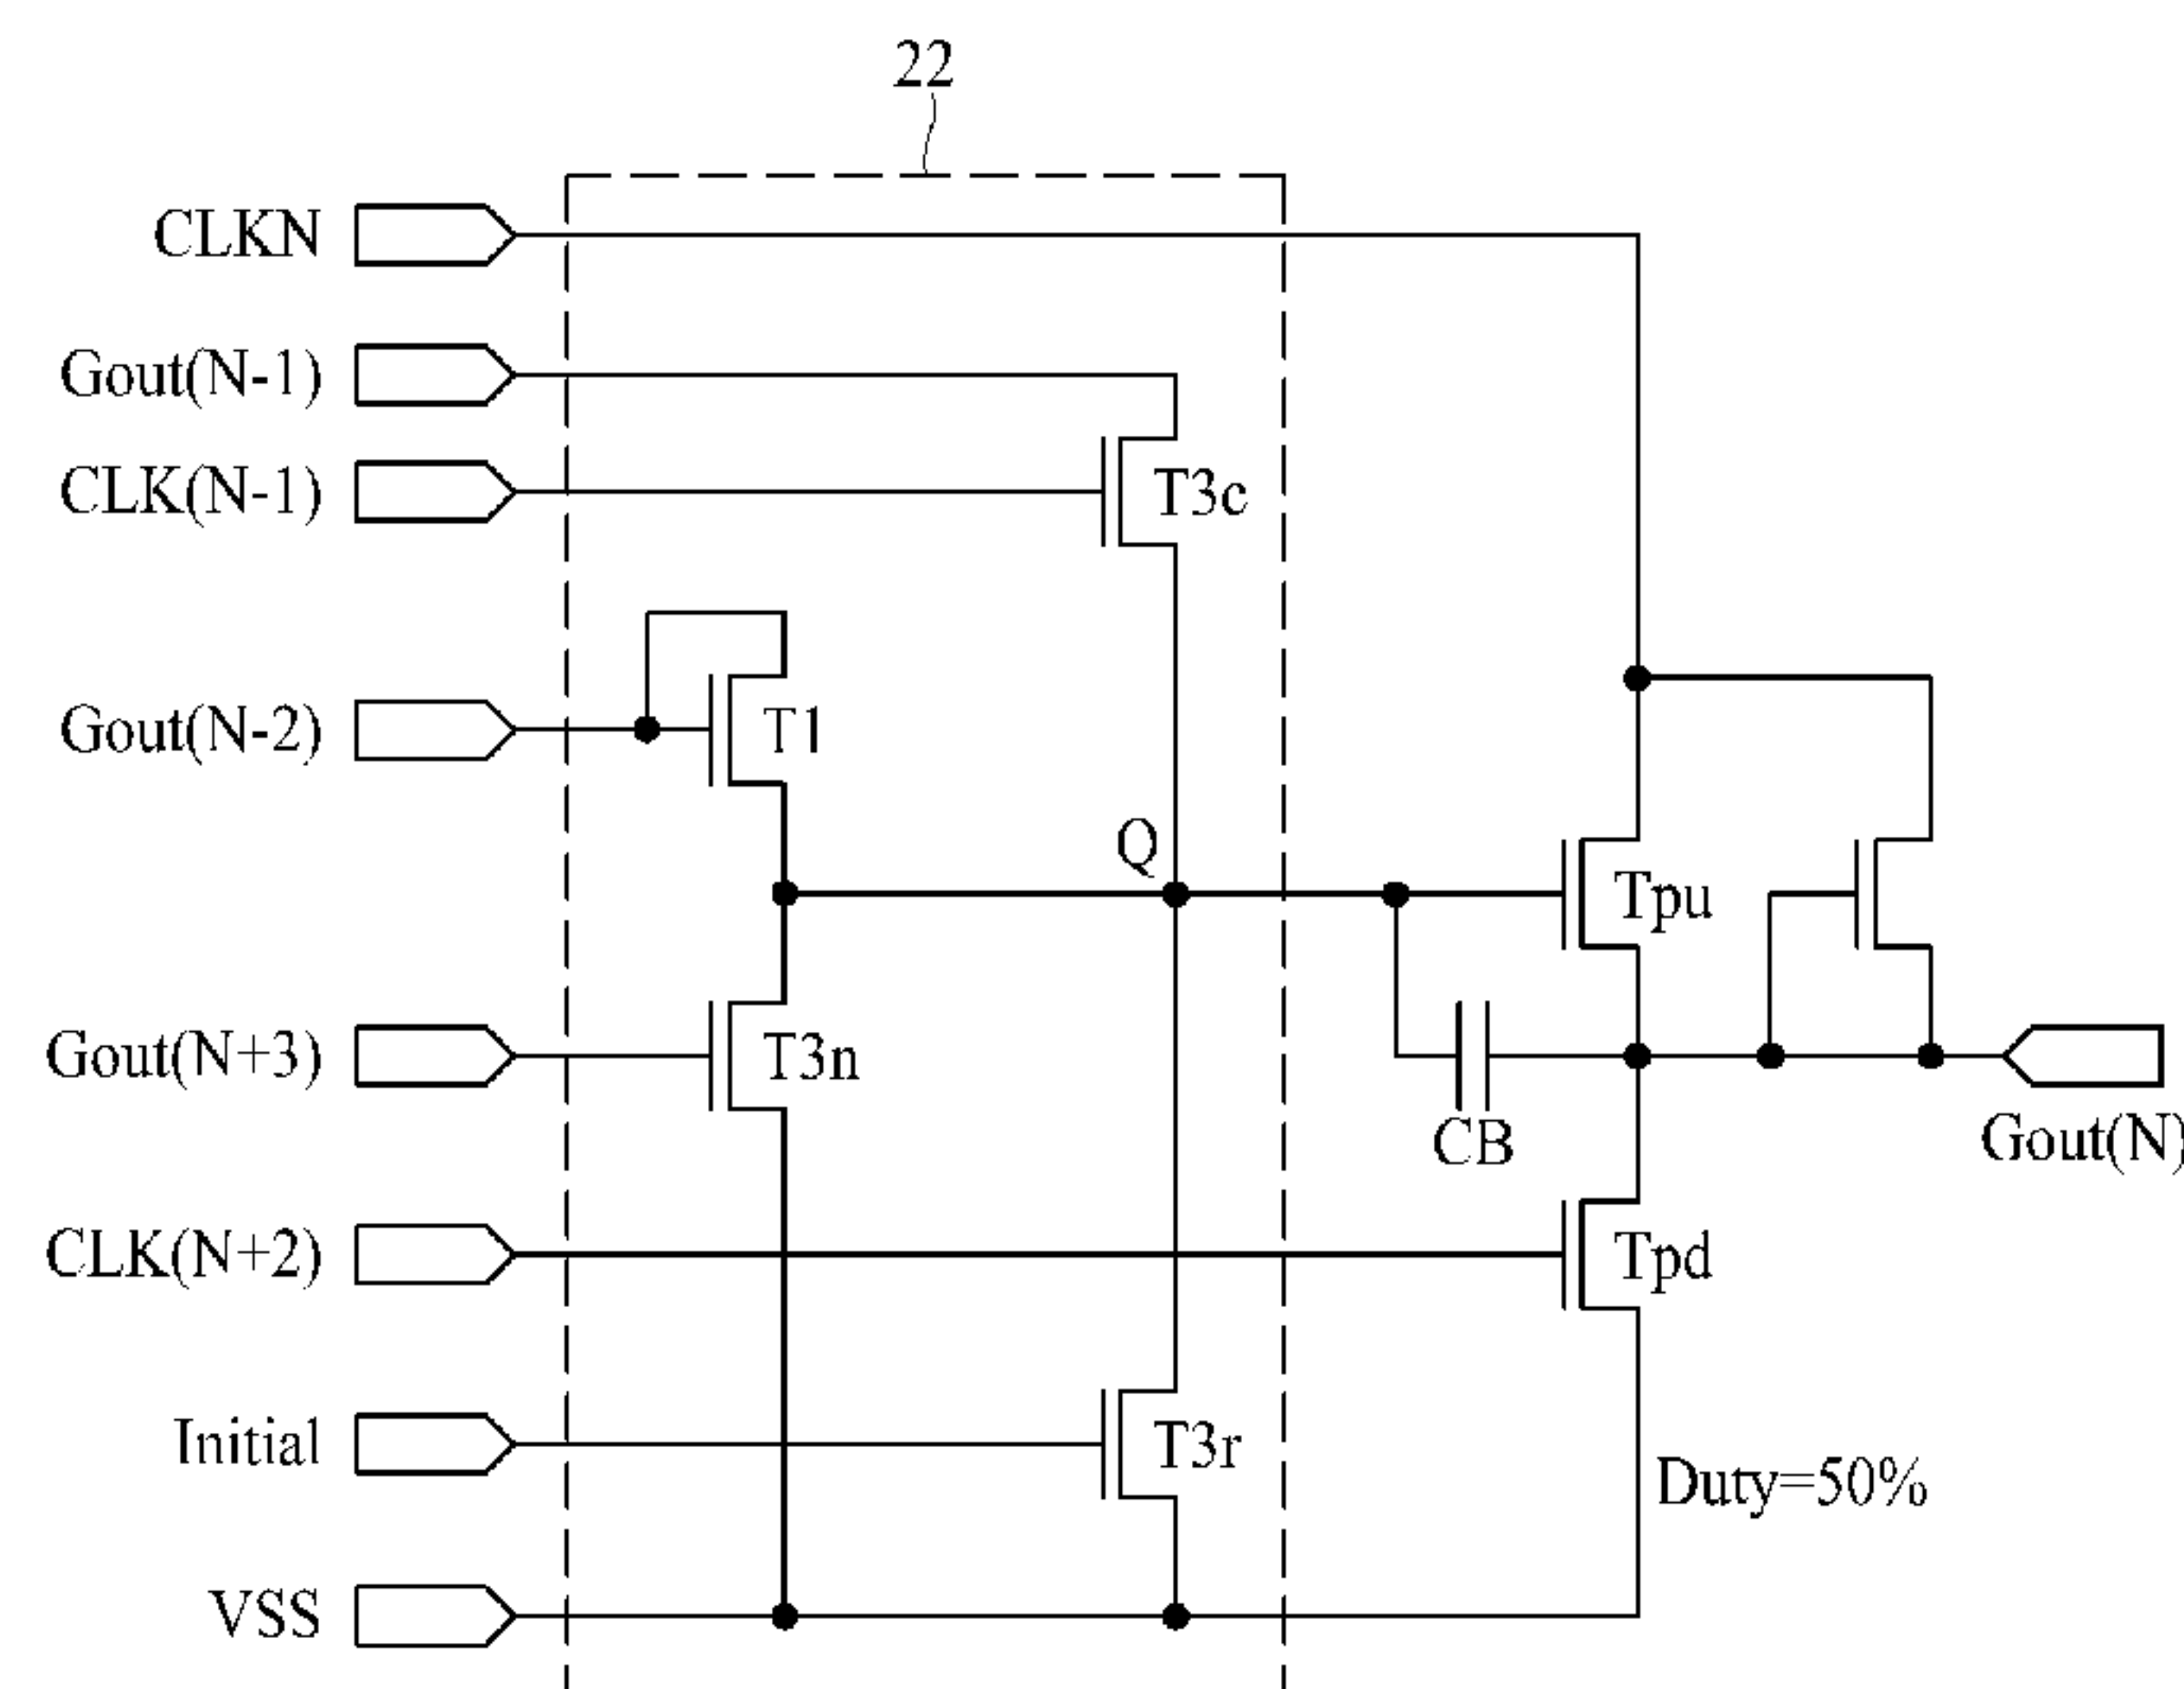 22
CLKN
Gout(N-1)
CLK(N-1)
T3c
Gout(N-2)
T1
Q
Tpu
Gout(N+3)
T3n
CB
Gout(N)
CLK(N+2)
Tpd
Initial
T3r
Duty=50%
VSS